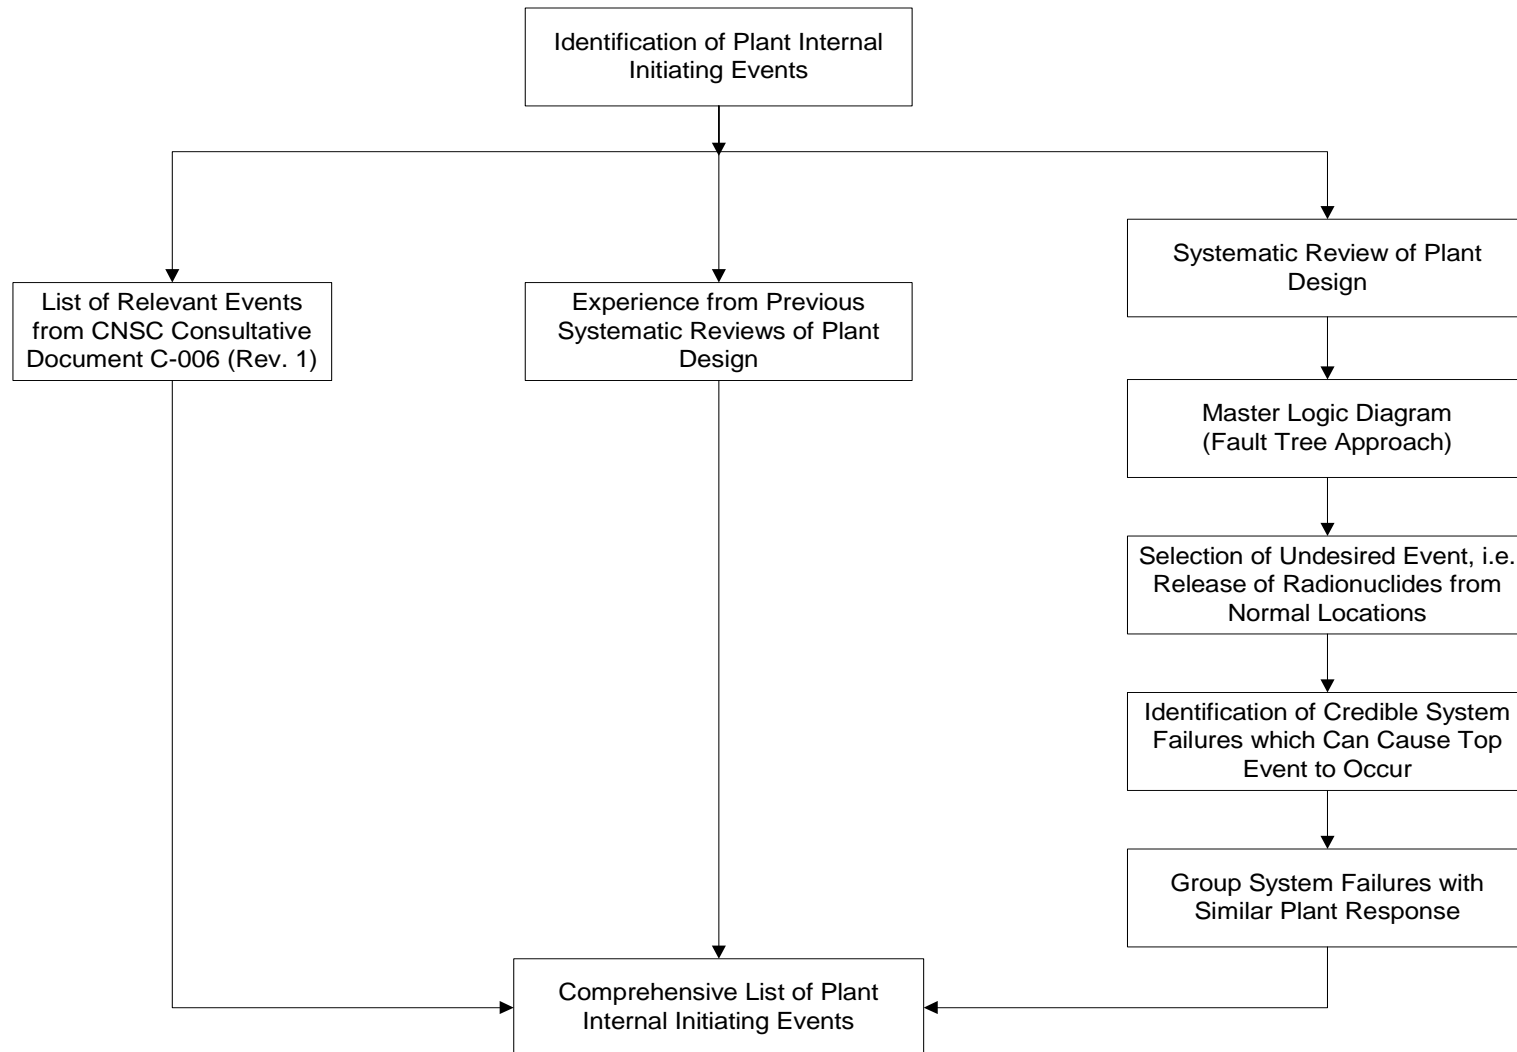 Identification of Plant Internal
Initiating Events
List of Relevant Events
from CNSC Consultative
Document C-006 (Rev. 1)
Experience from Previous
Systematic Reviews of Plant
Design
Systematic Review of Plant
Design
Master Logic Diagram
(Fault Tree Approach)
Selection of Undesired Event, i.e.
Release of Radionuclides from
Normal Locations
Identification of Credible System
Failures which Can Cause Top
Event to Occur
Group System Failures with
Similar Plant Response
Comprehensive List of Plant
Internal Initiating Events